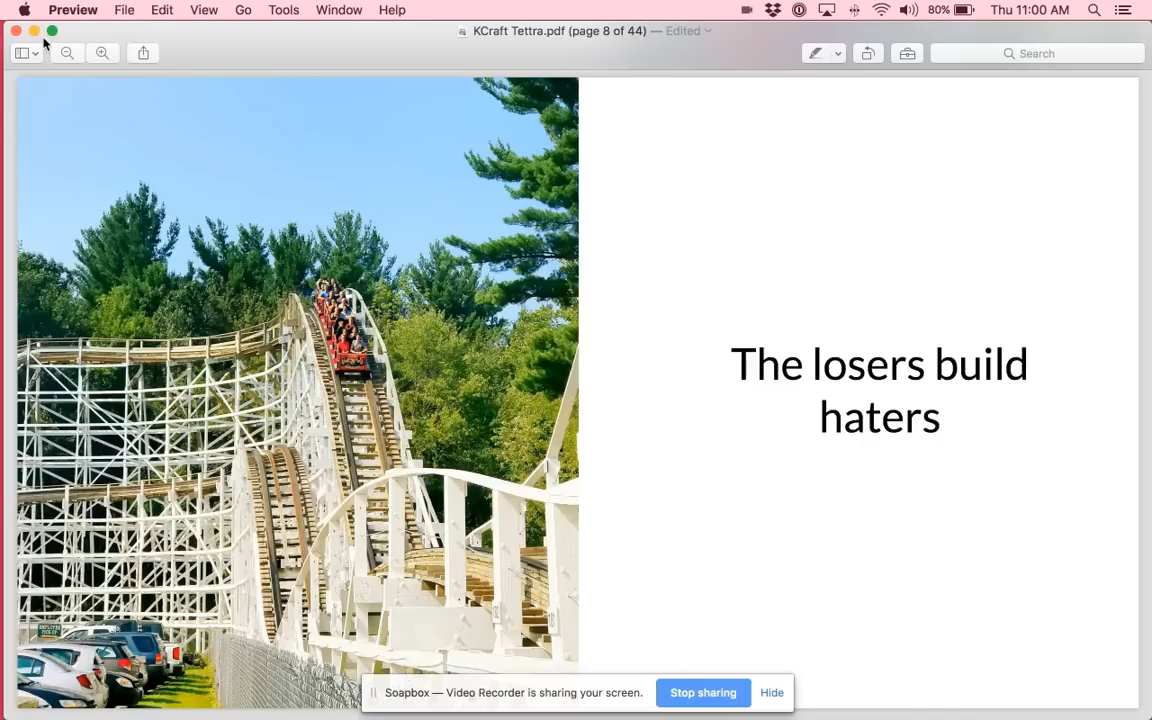 Preview File Edit View Go Tools Window Help 80% Thu 11:00 AM
KCraft Tettra.pdf (page 8 of 44) — Edited
Search
The losers build
haters
Soapbox — Video Recorder is sharing your screen. Stop sharing Hide